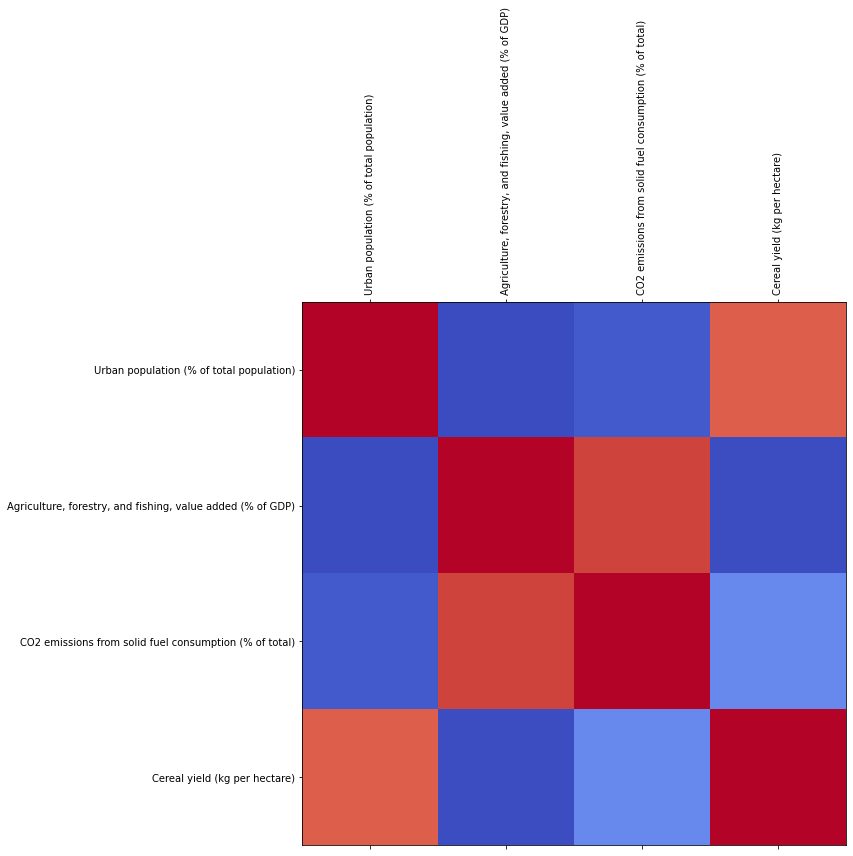 Urban population (% of total population)
Agriculture, forestry, and fishing, value added (% of GDP)
CO2 emissions from solid fuel consumption (% of total)
Cereal yield (kg per hectare)
Urban population (% of total population)
Agriculture, forestry, and fishing, value added (% of GDP)
CO2 emissions from solid fuel consumption (% of total)
Cereal yield (kg per hectare)